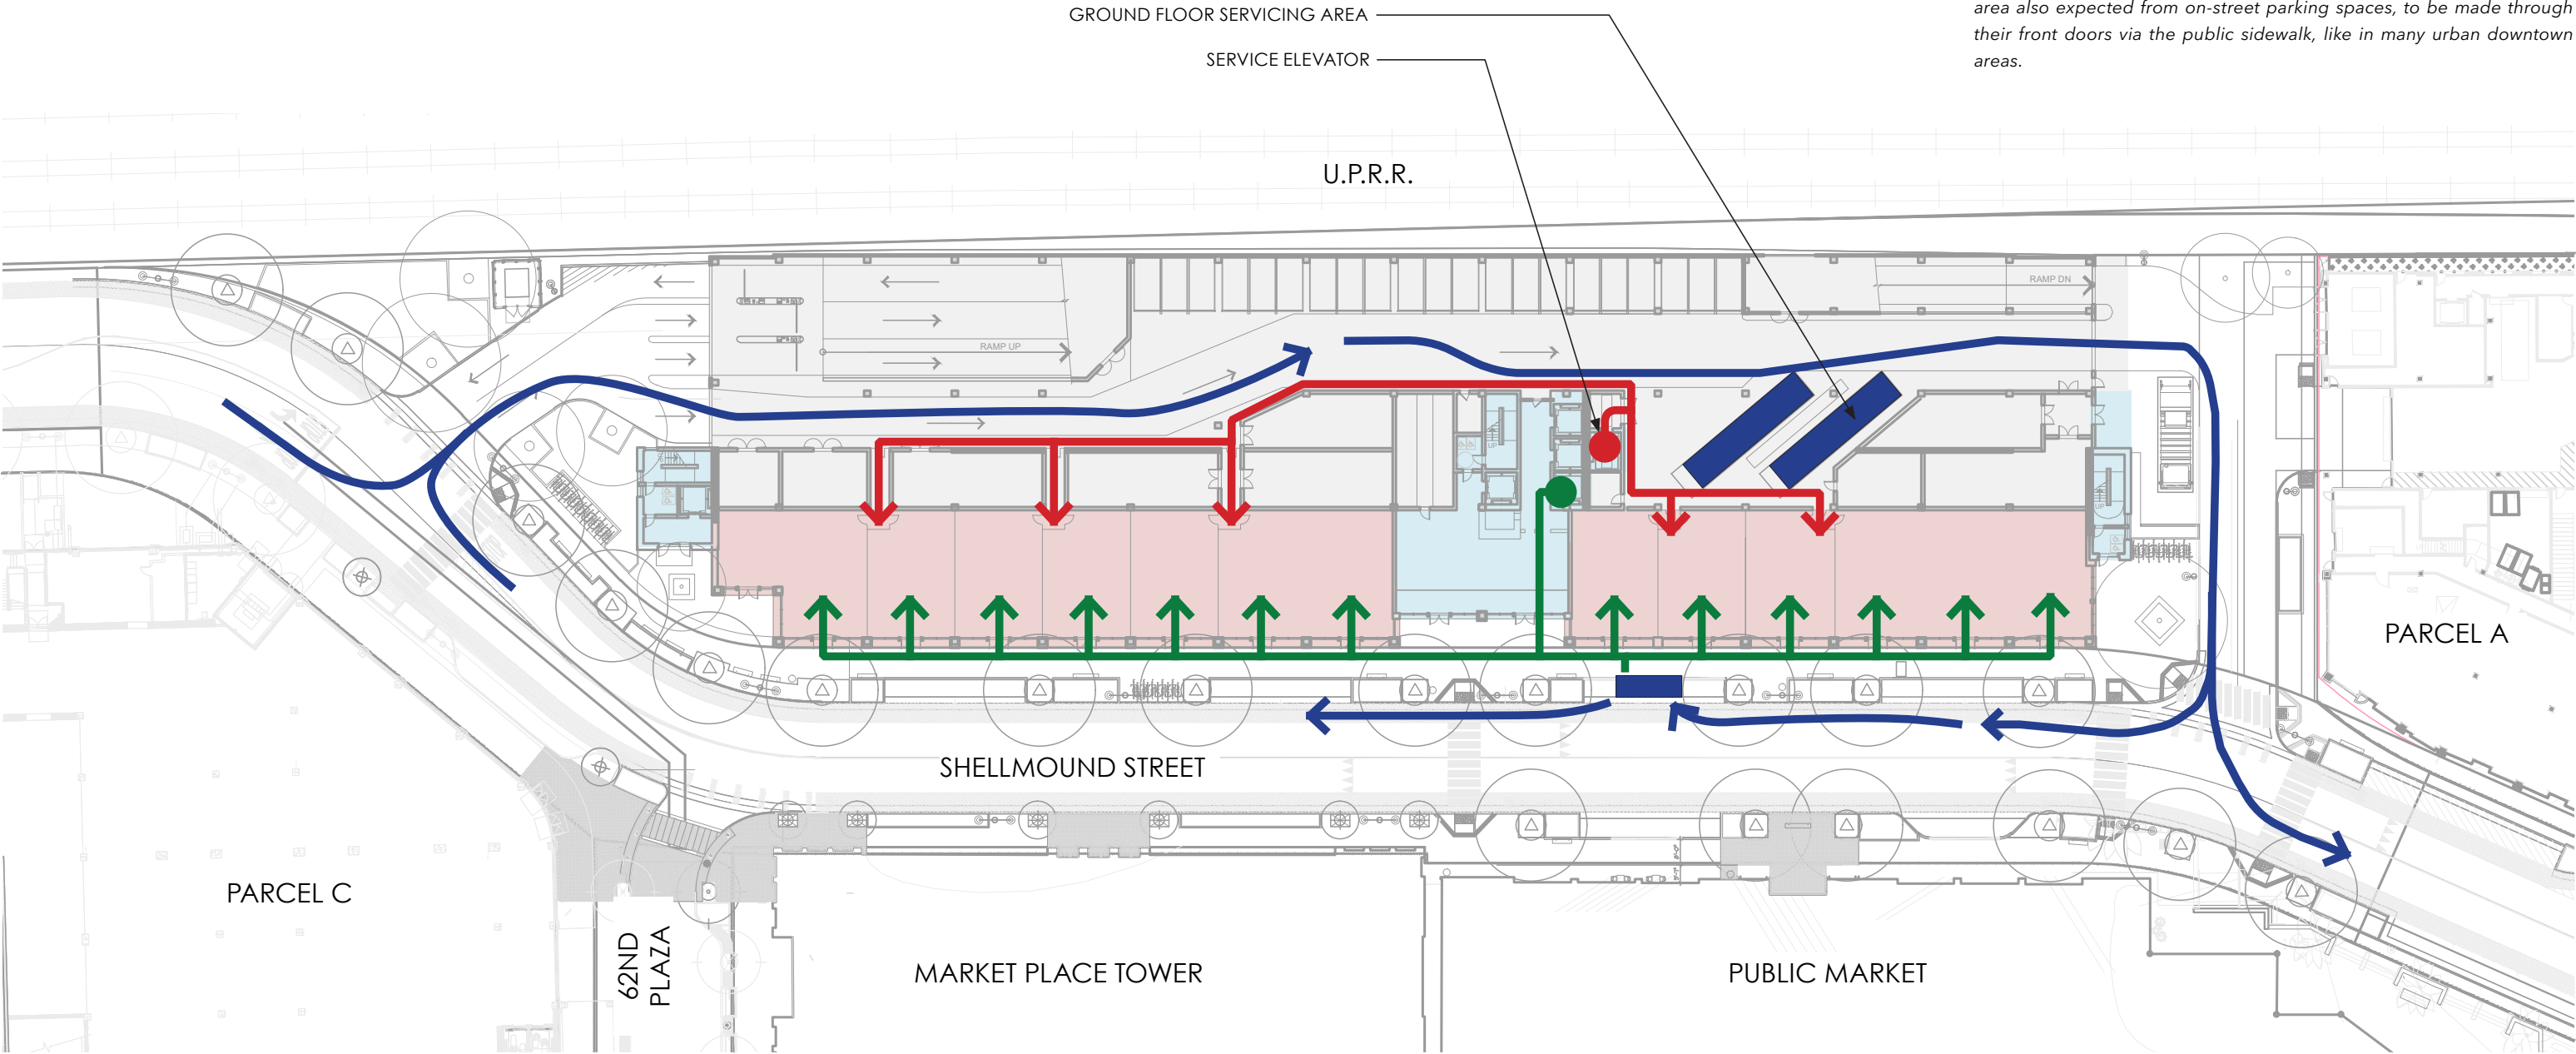 GROUND FLOOR SERVICING AREA
SERVICE ELEVATOR
area also expected from on-street parking spaces, to be made through
their front doors via the public sidewalk, like in many urban downtown
areas.
U.P.R.R.
RAMP DN
RAMP UP
UP
UP
PARCEL A
SHELLMOUND STREET
PARCEL C
62ND
PLAZA
MARKET PLACE TOWER
PUBLIC MARKET